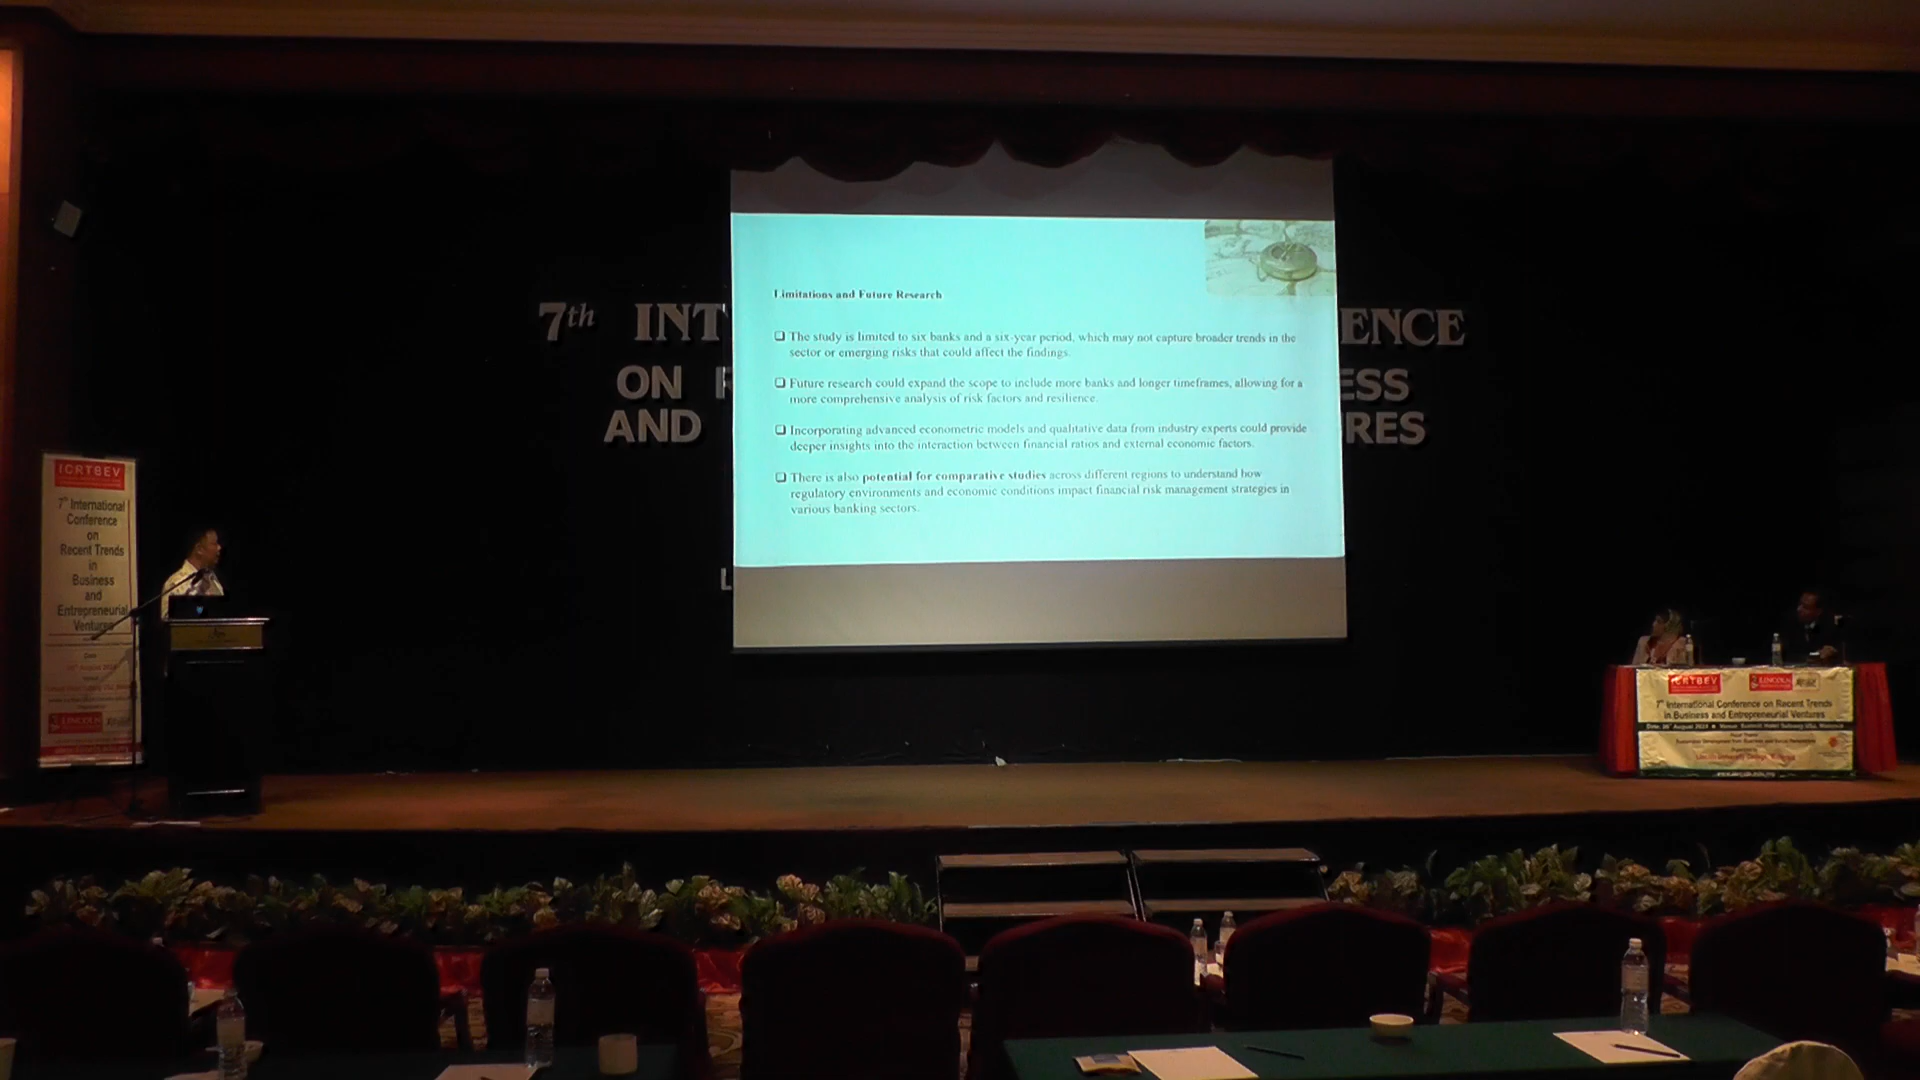 7th INT
ENCE
ON
ESS
AND
RES
L
Limitations and Future Research
❑ The study is limited to six banks and a six-year period, which may not capture broader trends in the
sector or emerging risks that could affect the findings.
❑ Future research could expand the scope to include more banks and longer timeframes, allowing for a
more comprehensive analysis of risk factors and resilience.
❑ Incorporating advanced econometric models and qualitative data from industry experts could provide
deeper insights into the interaction between financial ratios and external economic factors.
❑ There is also potential for comparative studies across different regions to understand how
regulatory environments and economic conditions impact financial risk management strategies in
various banking sectors.
ICRTBEV
7th International
Conference
on
Recent Trends
in
Business
and
Entrepreneurial
Ventures
LINCOLN
ICRTBEV
LINCOLN
7th International Conference on Recent Trends
in Business and Entrepreneurial Ventures